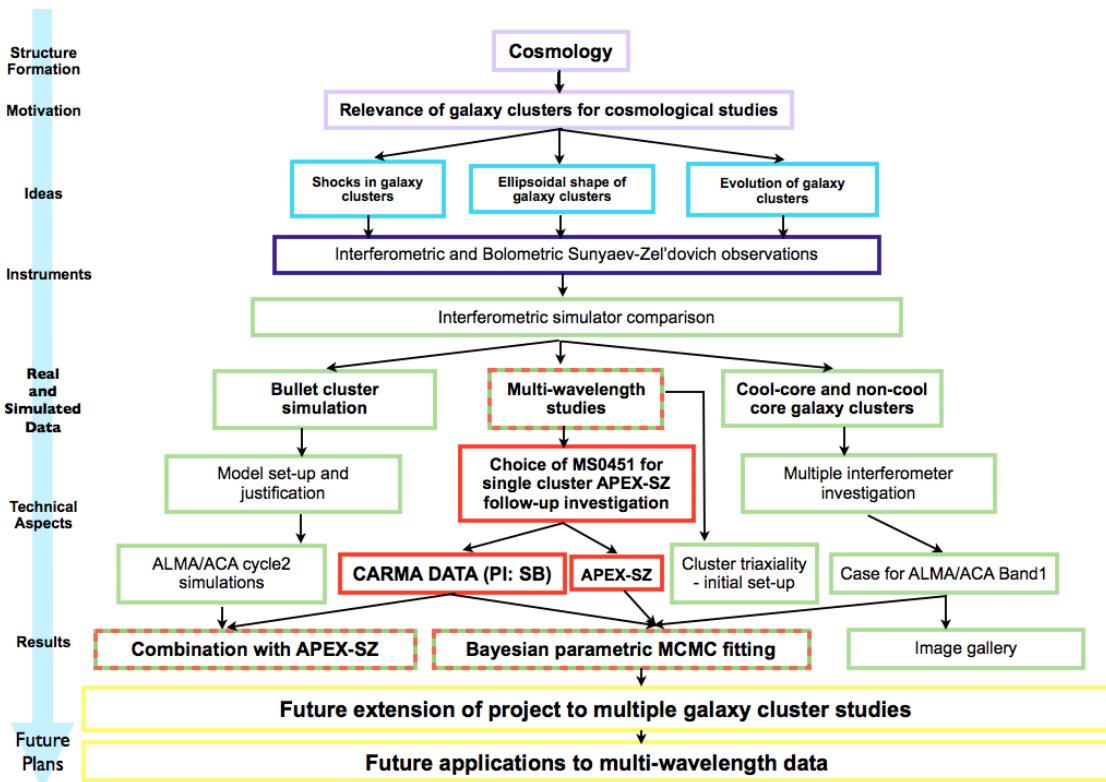 Structure
Formation
Cosmology
Motivation
Relevance of galaxy clusters for cosmological studies
Ideas
Shocks in galaxy
clusters
Ellipsoidal shape of
galaxy clusters
Evolution of galaxy
clusters
Instruments
Interferometric and Bolometric Sunyaev-Zel'dovich observations
Interferometric simulator comparison
Real
and
Simulated
Data
Bullet cluster
simulation
Multi-wavelength
studies
Cool-core and non-cool
core galaxy clusters
Technical
Aspects
Model set-up and
justification
Choice of MS0451 for
single cluster APEX-SZ
follow-up investigation
Multiple interferometer
investigation
ALMA/ACA cycle2
simulations
CARMA DATA (PI: SB)
APEX-SZ
Cluster triaxiality
- initial set-up
Case for ALMA/ACA Band1
Results
Combination with APEX-SZ
Bayesian parametric MCMC fitting
Image gallery
Future
Plans
Future extension of project to multiple galaxy cluster studies
Future applications to multi-wavelength data